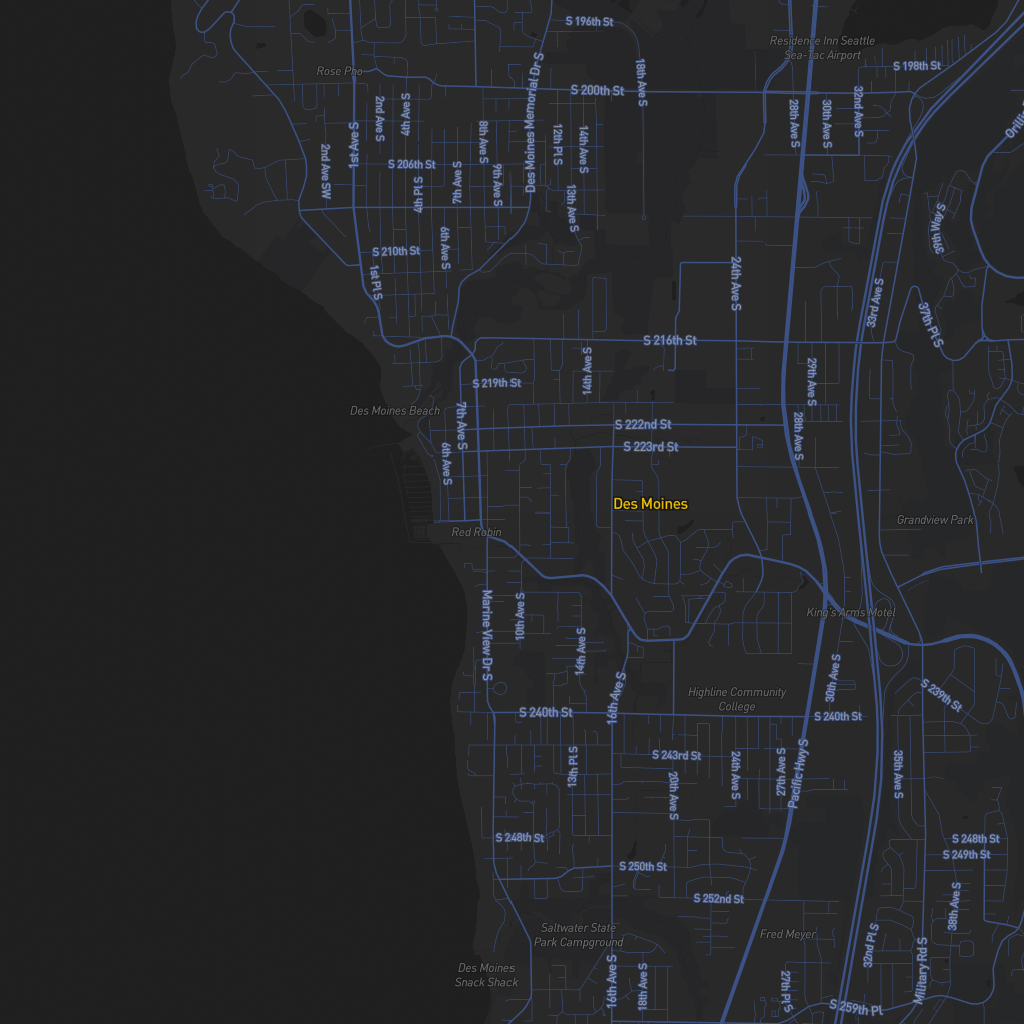 S 196th St
Residence Inn Seattle
Sea-Tac Airport
S 198th St
Rose Pho
18th Ave S
S 200th St
Des Moines Memorial Dr S
2nd Ave S
4th Ave S
28th Ave S
30th Ave S
32nd Ave S
1st Ave S
8th Ave S
12th Pl S
14th Ave S
2nd Ave SW
S 206th St
4th Pl S
7th Ave S
9th Ave S
13th Ave S
39th Way S
6th Ave S
S 210th St
1st Pl S
24th Ave S
33rd Ave S
37th Pl S
S 216th St
14th Ave S
29th Ave S
S 219th St
Des Moines Beach
7th Ave S
S 222nd St
28th Ave S
S 223rd St
6th Ave S
Des Moines
Grandview Park
Red Robin
Marine View Dr S
10th Ave S
King's Arms Motel
14th Ave S
30th Ave S
16th Ave S
Highline Community
College
S 239th St
S 240th St
S 240th St
S 243rd St
13th Pl S
20th Ave S
24th Ave S
27th Ave S
Pacific Hwy S
35th Ave S
S 248th St
S 248th St
S 249th St
S 250th St
S 252nd St
38th Ave S
Saltwater State
Park Campground
Fred Meyer
32nd Pl S
Military Rd S
Des Moines
Snack Shack
16th Ave S
18th Ave S
27th Pl S
S 259th Pl